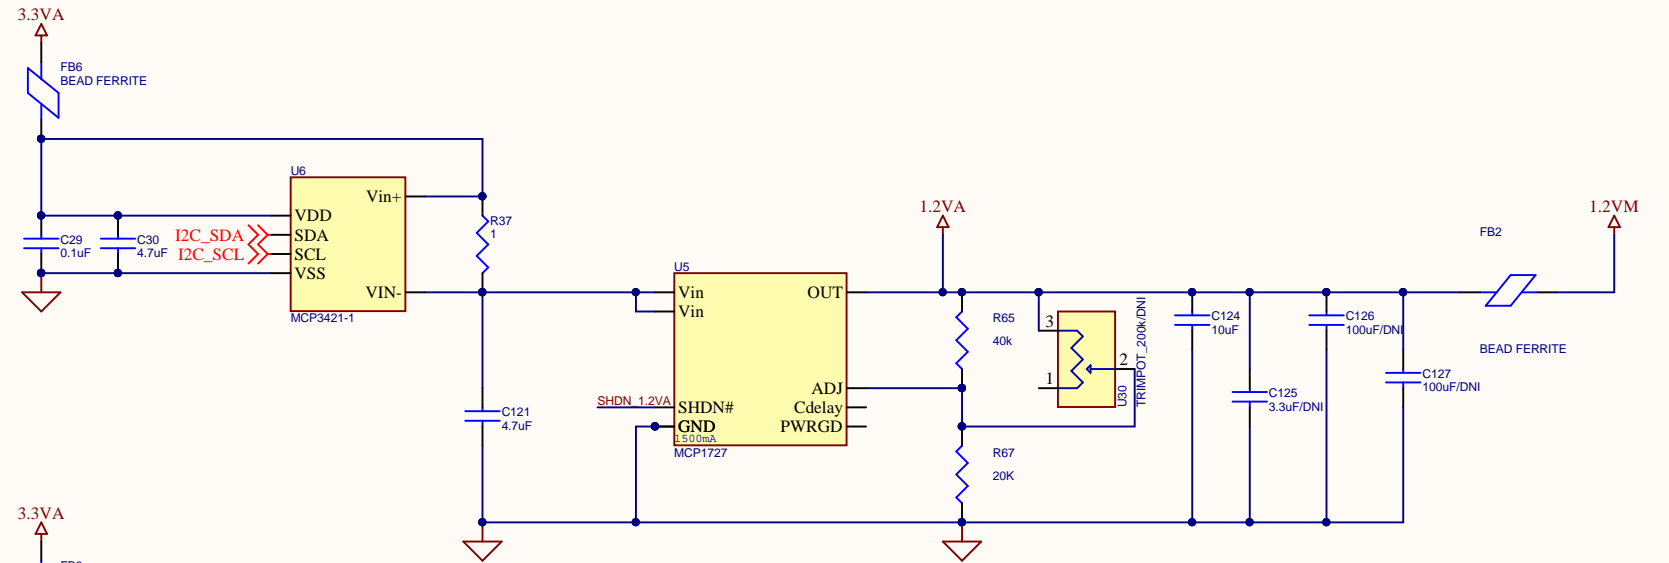 3.3VA
FB6
BEAD FERRITE
U6
Vin+
VDD
SDA
SCL
VSS
VIN-
MCP3421-1
I2C_SDA
I2C_SCL
C29
0.1uF
C30
4.7uF
R37
1
C121
4.7uF
U5
Vin
Vin
OUT
ADJ
SHDN#
Cdelay
GND
PWRGD
1500mA
MCP1727
SHDN_1.2VA
1.2VA
R65
40k
R67
20K
3
2
1
U30
TRIMPOT_200k/DNI
C124
10uF
C125
3.3uF/DNI
C126
100uF/DNI
C127
100uF/DNI
FB2
BEAD FERRITE
1.2VM
3.3VA